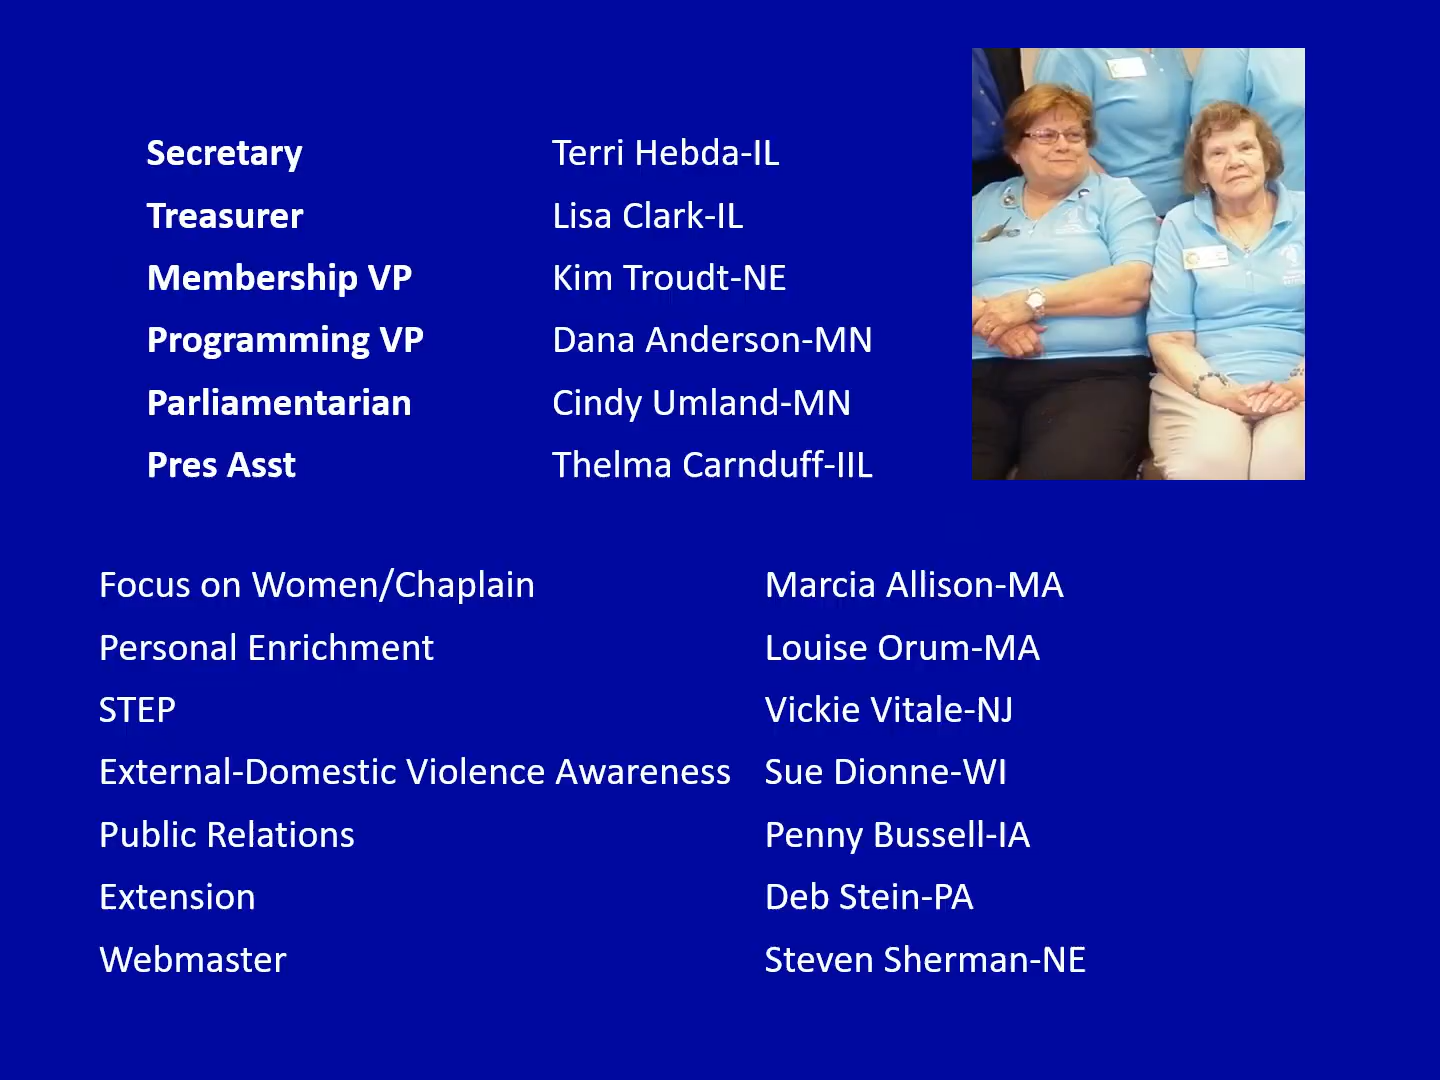 Secretary Terri Hebda-IL
Treasurer Lisa Clark-IL
Membership VP Kim Troudt-NE
Programming VP Dana Anderson-MN
Parliamentarian Cindy Umland-MN
Pres Asst Thelma Carnduff-IIL
Focus on Women/Chaplain Marcia Allison-MA
Personal Enrichment Louise Orum-MA
STEP Vickie Vitale-NJ
External-Domestic Violence Awareness Sue Dionne-WI
Public Relations Penny Bussell-IA
Extension Deb Stein-PA
Webmaster Steven Sherman-NE